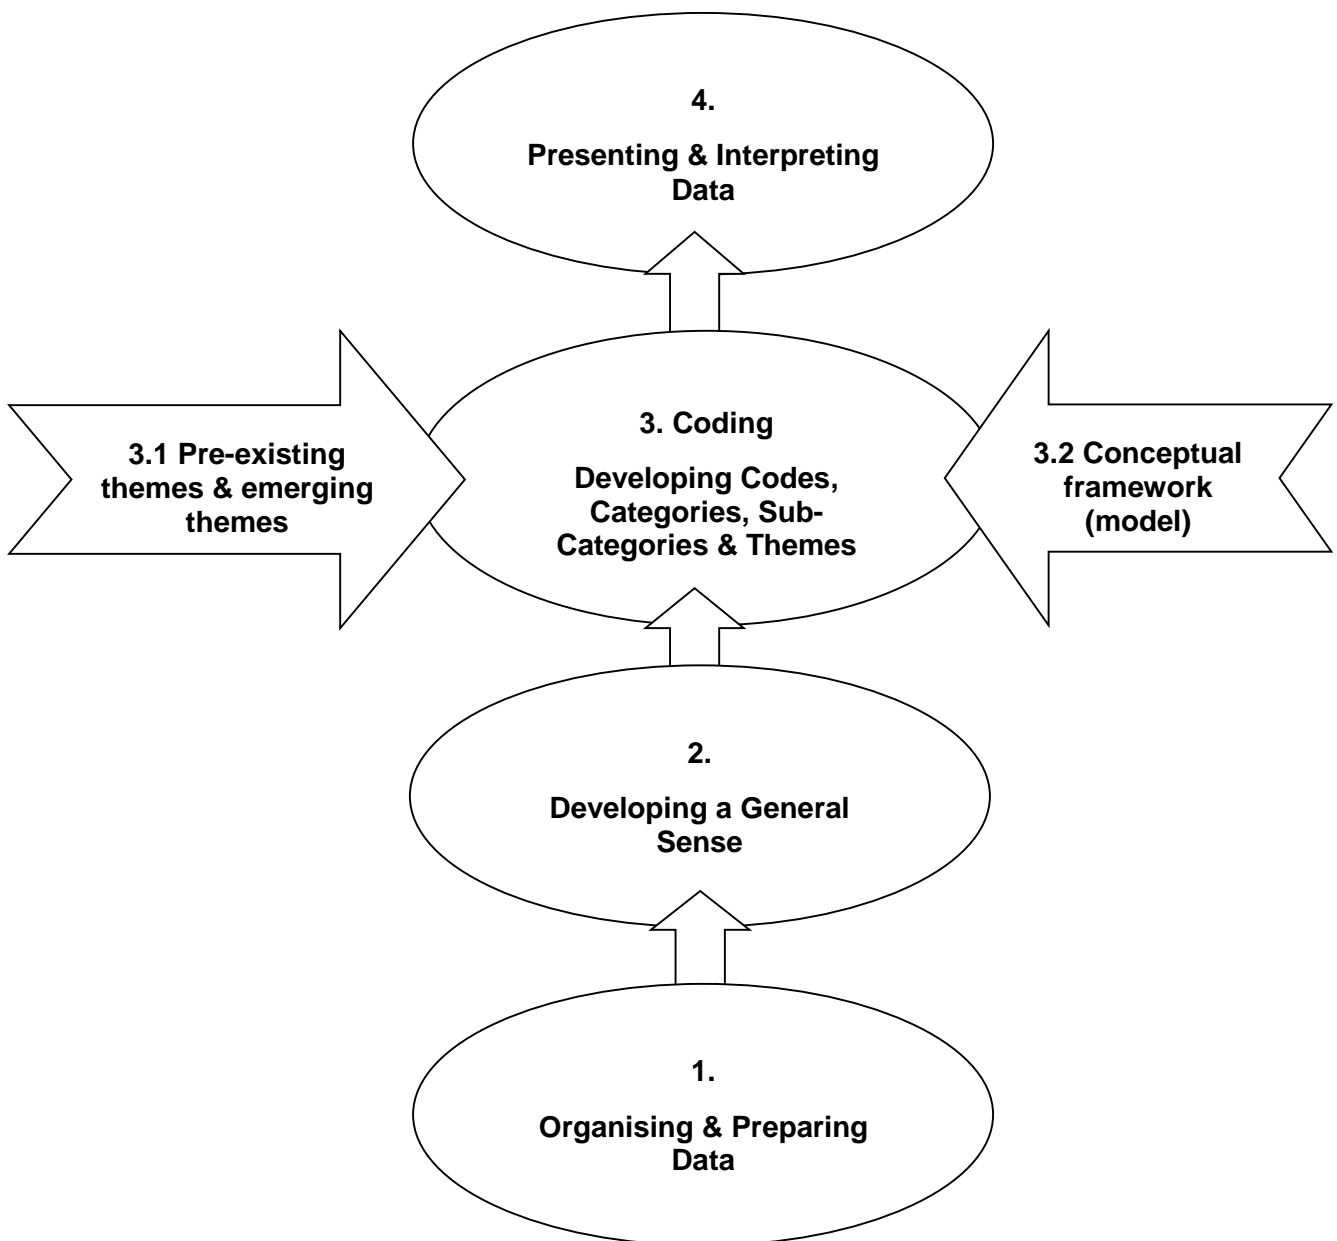 4.
Presenting & Interpreting
Data
3. Coding
Developing Codes,
Categories, Sub-
Categories & Themes
3.1 Pre-existing
themes & emerging
themes
3.2 Conceptual
framework
(model)
2.
Developing a General
Sense
1.
Organising & Preparing
Data